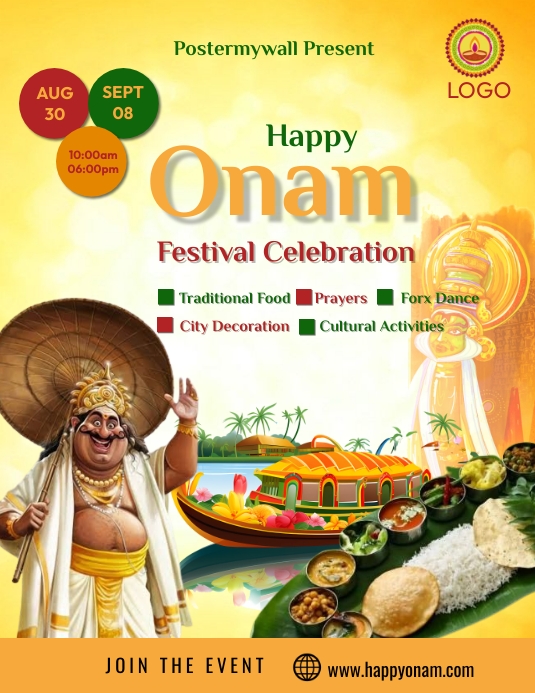 Postermywall Present
LOGO
AUG
30
SEPT
08
10:00am
06:00pm
Happy
Onam
Festival Celebration
Traditional Food Prayers Forx Dance
City Decoration Cultural Activities
JOIN THE EVENT www.happyonam.com